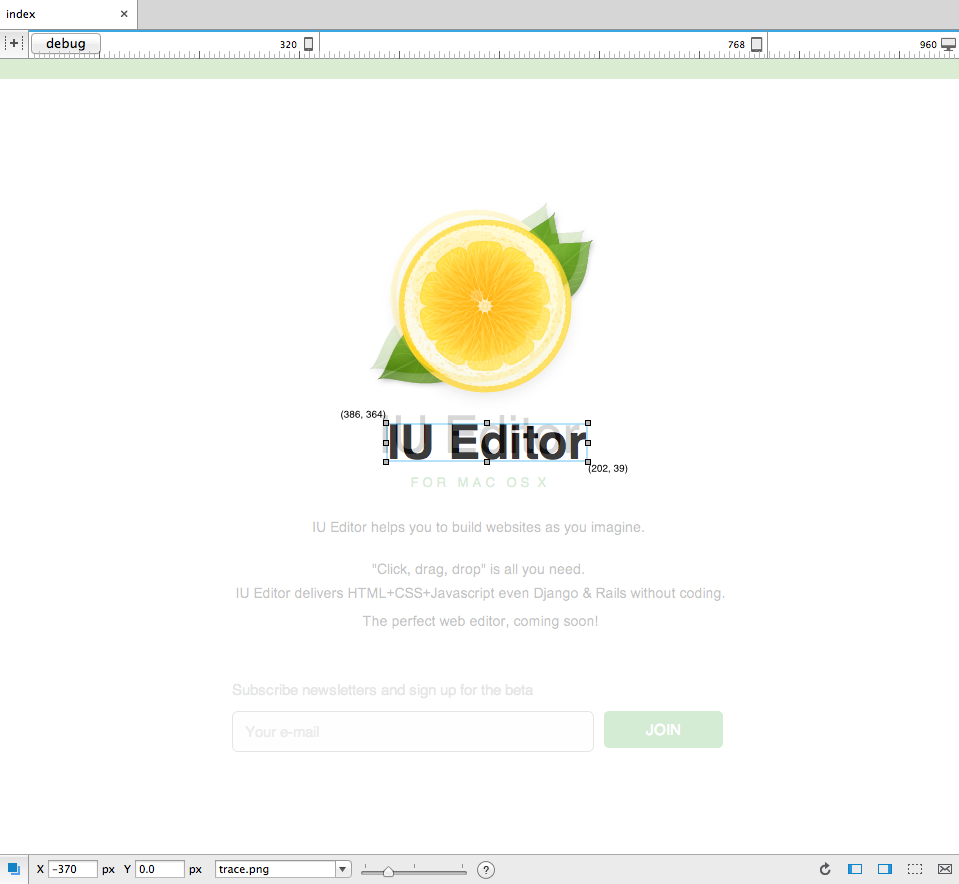 index ×
+ debug 320 768 960
(386, 364)
IU Editor
IU Editor
(202, 39)
FOR MAC OS X
IU Editor helps you to build websites as you imagine.
"Click, drag, drop" is all you need.
IU Editor delivers HTML+CSS+Javascript even Django & Rails without coding.
The perfect web editor, coming soon!
Subscribe newsletters and sign up for the beta
Your e-mail JOIN
X -370 px Y 0.0 px trace.png ?